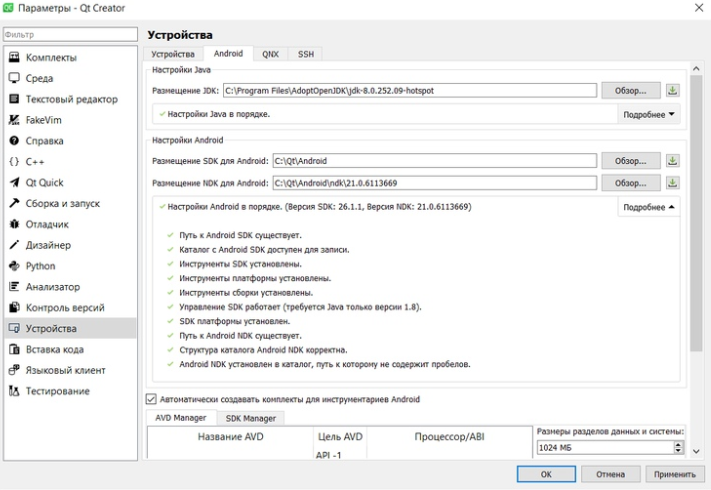 Параметры - Qt Creator
Фильтр
Устройства
Комплекты
Среда
Текстовый редактор
FakeVim
Справка
{} C++
Qt Quick
Сборка и запуск
Отладчик
Дизайнер
Python
Анализатор
Контроль версий
Устройства
Вставка кода
Языковый клиент
Тестирование
Устройства Android QNX SSH
Настройки Java
Размещение JDK: C:\Program Files\AdoptOpenJDK\jdk-8.0.252.09-hotspot Обзор...
Настройки Java в порядке. Подробнее
Настройки Android
Размещение SDK для Android: C:\Qt\Android Обзор...
Размещение NDK для Android: C:\Qt\Android\ndk\21.0.6113669 Обзор...
Настройки Android в порядке. (Версия SDK: 26.1.1, Версия NDK: 21.0.6113669) Подробнее
Путь к Android SDK существует.
Каталог с Android SDK доступен для записи.
Инструменты SDK установлены.
Инструменты платформы установлены.
Инструменты сборки установлены.
Управление SDK работает (требуется Java только версии 1.8).
SDK платформы установлен.
Путь к Android NDK существует.
Структура каталога Android NDK корректна.
Android NDK установлен в каталог, путь к которому не содержит пробелов.
Автоматически создавать комплекты для инструментариев Android
AVD Manager SDK Manager
Название AVD Цель AVD Процессор/ABI
API -1
Размеры разделов данных и системы:
1024 МБ
OK Отмена Применить